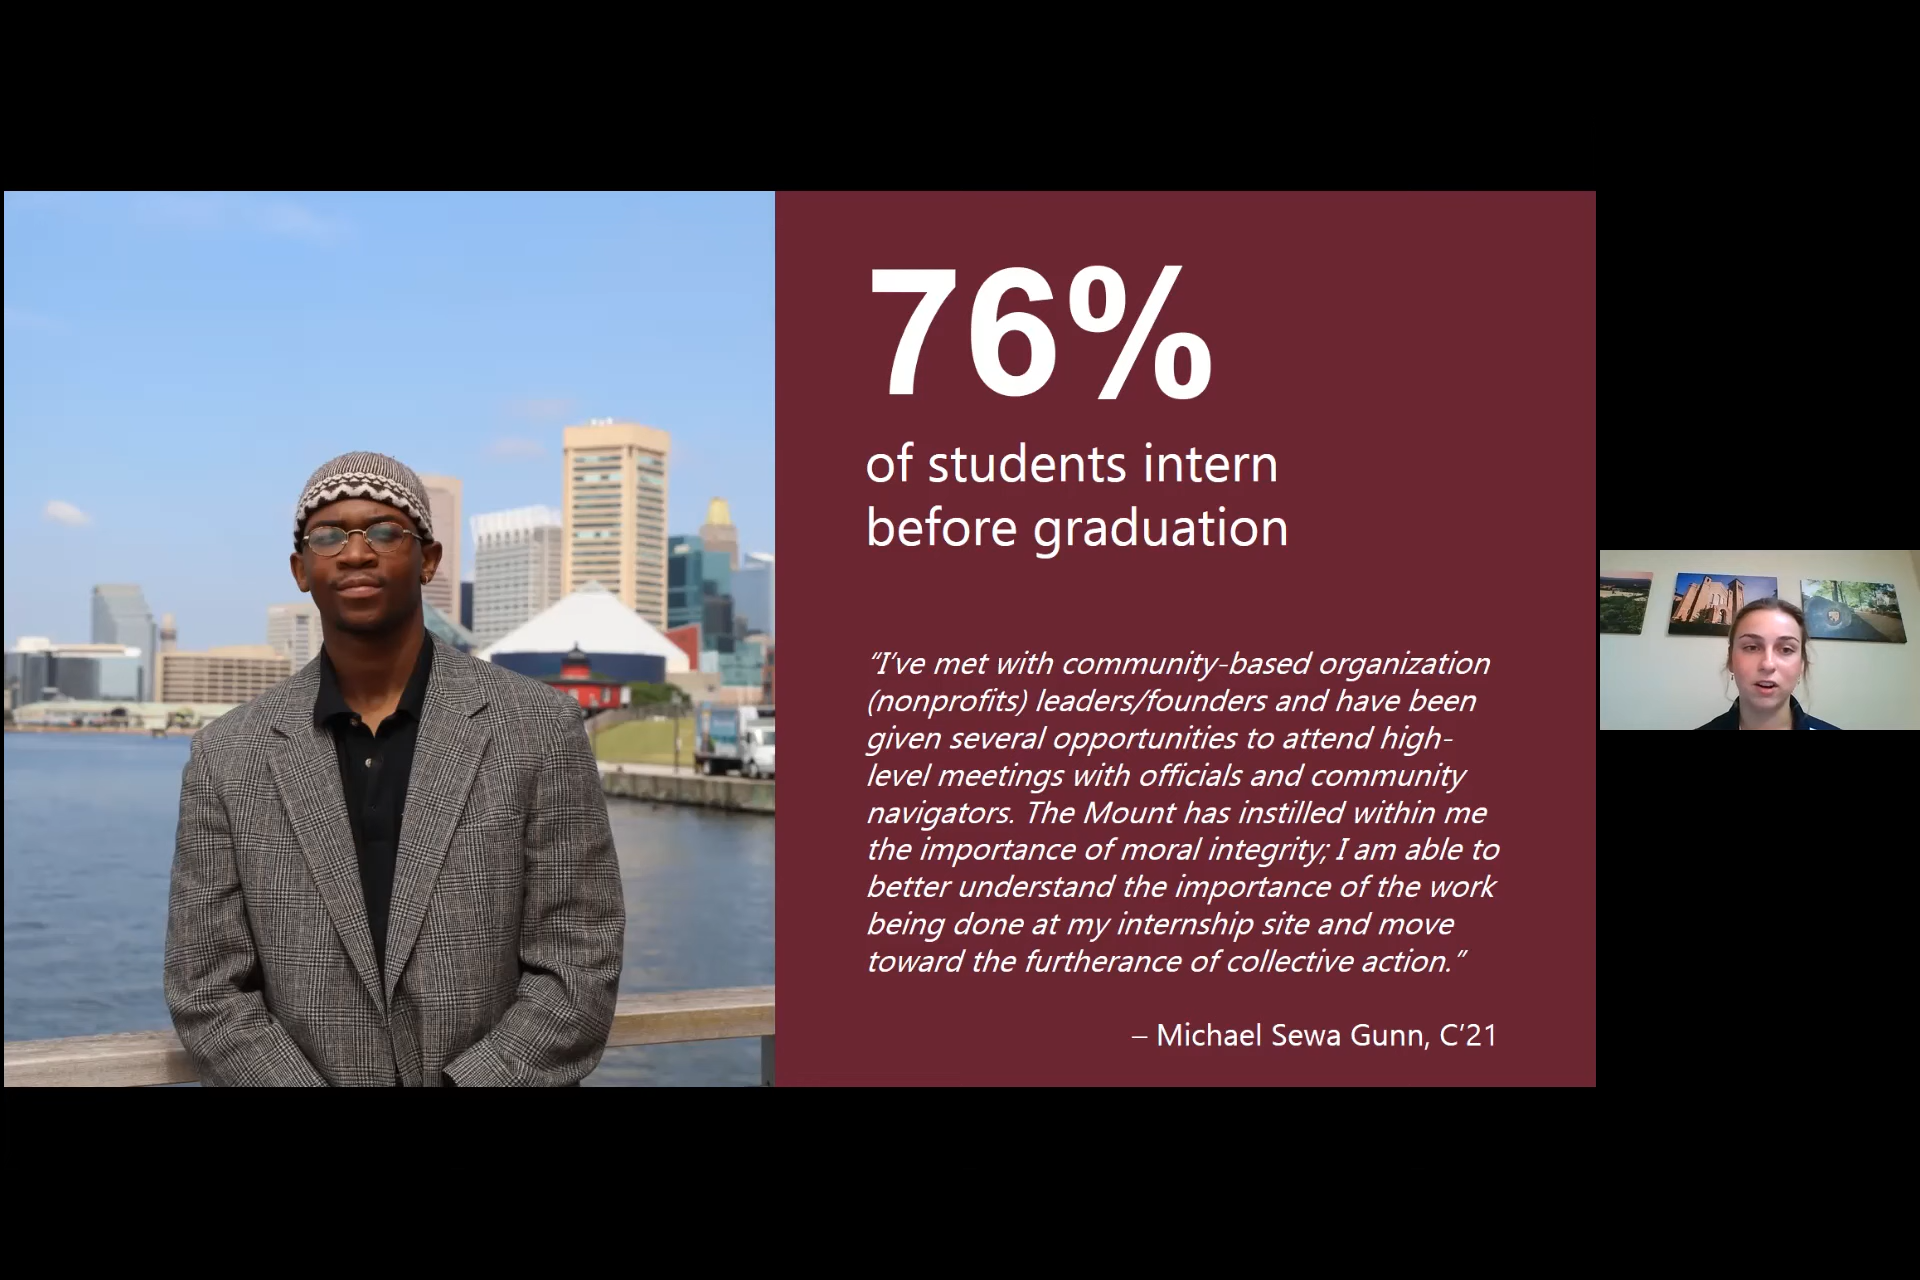 76%
of students intern
before graduation
“I’ve met with community-based organization
(nonprofits) leaders/founders and have been
given several opportunities to attend high-
level meetings with officials and community
navigators. The Mount has instilled within me
the importance of moral integrity; I am able to
better understand the importance of the work
being done at my internship site and move
toward the furtherance of collective action.”
– Michael Sewa Gunn, C’21